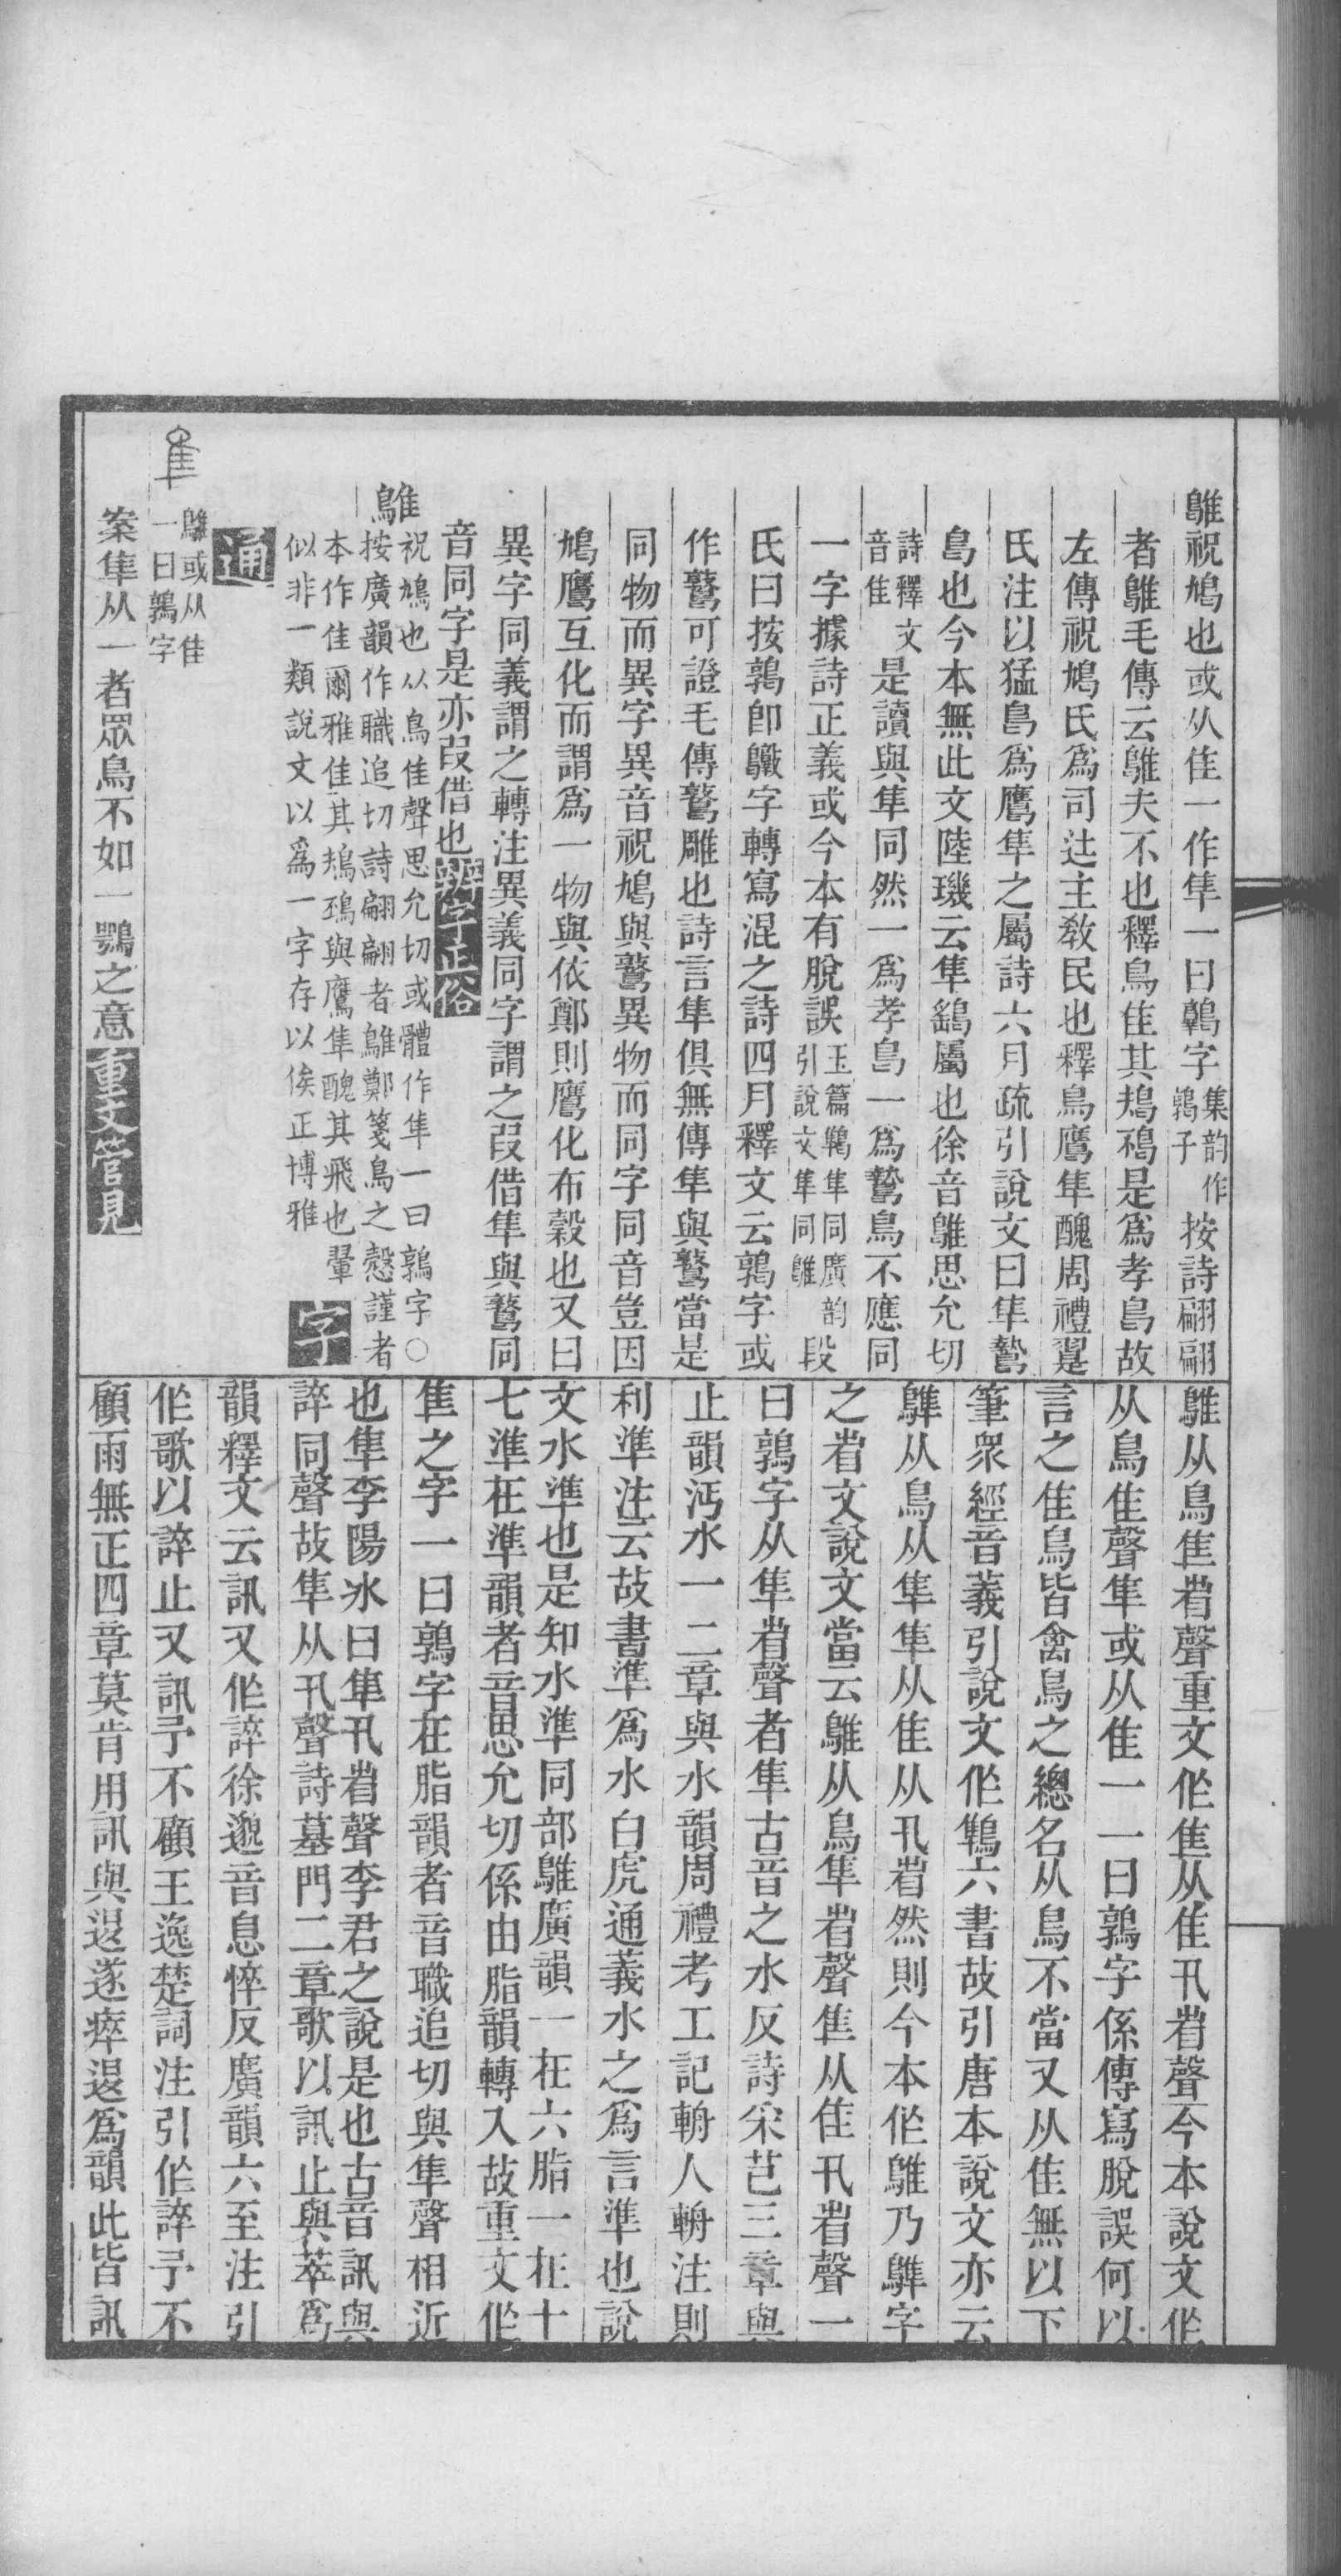 鵻祝鳩也或从隹一作隼一曰鷻字集韵作鶉子按詩翩翩
者鵻毛傳云鵻夫不也釋鳥隹其鳺鴀是爲孝鳥故
左傳祝鳩氏爲司徒主敎民也釋鳥鷹隼醜周禮翨
氏注以猛鳥爲鷹隼之屬詩六月疏引說文曰隼鷙
鳥也今本無此文陸璣云隼鷂屬也徐音鵻思允切
詩釋文音隹是讀與隼同然一爲孝鳥一爲鷙鳥不應同
一字據詩正義或今本有脫誤玉篇鵻隼同廣韵引說文隼同鵻段
氏曰按鶉卽鷻字轉寫混之詩四月釋文云鶉字或
作鷻可證毛傳鷻雕也詩言隼俱無傳隼與鷻當是
同物而異字異音祝鳩與鷻異物而同字同音豈因
鳩鷹互化而謂爲一物與依鄭則鷹化布穀也又曰
異字同義謂之轉注異義同字謂之叚借隼與鷻同
音同字是亦叚借也說字正俗
鵻祝鳩也从鳥隹聲思允切或體作隼一曰鶉字○
按廣韻作職追切詩翩翩者鵻鄭箋鳥之慤謹者
本作隹爾雅隹其鳺鴀與鷹隼醜其飛也翬
似非一類說文以爲一字存以俟正博雅
字
通
隼
鵻或从隹
一曰鶉字
案隼从一者眾鳥不如一鶚之意重文管見
鵻从鳥隼省聲重文作隼从隹卂省聲今本說文作
从鳥隹聲隼或从隹一一曰鶉字係傳寫脫誤何以
言之隹鳥皆禽鳥之總名从鳥不當又从隹無以下
筆衆經音義引說文作鵻六書故引唐本說文亦云
鵻从鳥从隼隼从隹从卂省然則今本作鵻乃鵻字
之省文說文當云鵻从鳥隼省聲隼从隹卂省聲一
曰鶉字从隼省聲者隼古音之水反詩采芑三章與
止韻沔水一二章與水韻周禮考工記輈人輈注則
利準注云故書準爲水白虎通義水之爲言準也說
文水準也是知水準同部鵻廣韻一在六脂一在十
七準在準韻者音思允切係由脂韻轉入故重文作
隼之字一曰鶉字在脂韻者音職追切與隼聲相近
也隼李陽冰曰隼卂省聲李君之說是也古音訊與
誶同聲故隼从卂聲詩墓門二章歌以訊止與萃爲
韻釋文云訊又作誶徐邈音息悴反廣韻六至注引
作歌以誶止又訊予不顧王逸楚詞注引作誶予不
顧雨無正四章莫肯用訊與退遂瘁退爲韻此皆訊